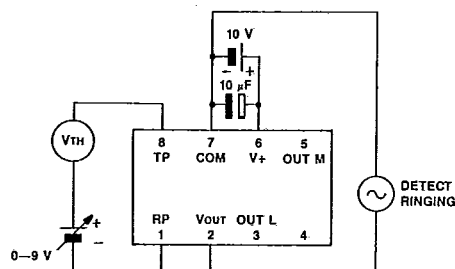 10 V
- +
10 µF
8 7 6 5
TP COM V+ OUT M
VTH
DETECT
RINGING
+
-
0—9 V
RP VOUT OUT L
1 2 3 4